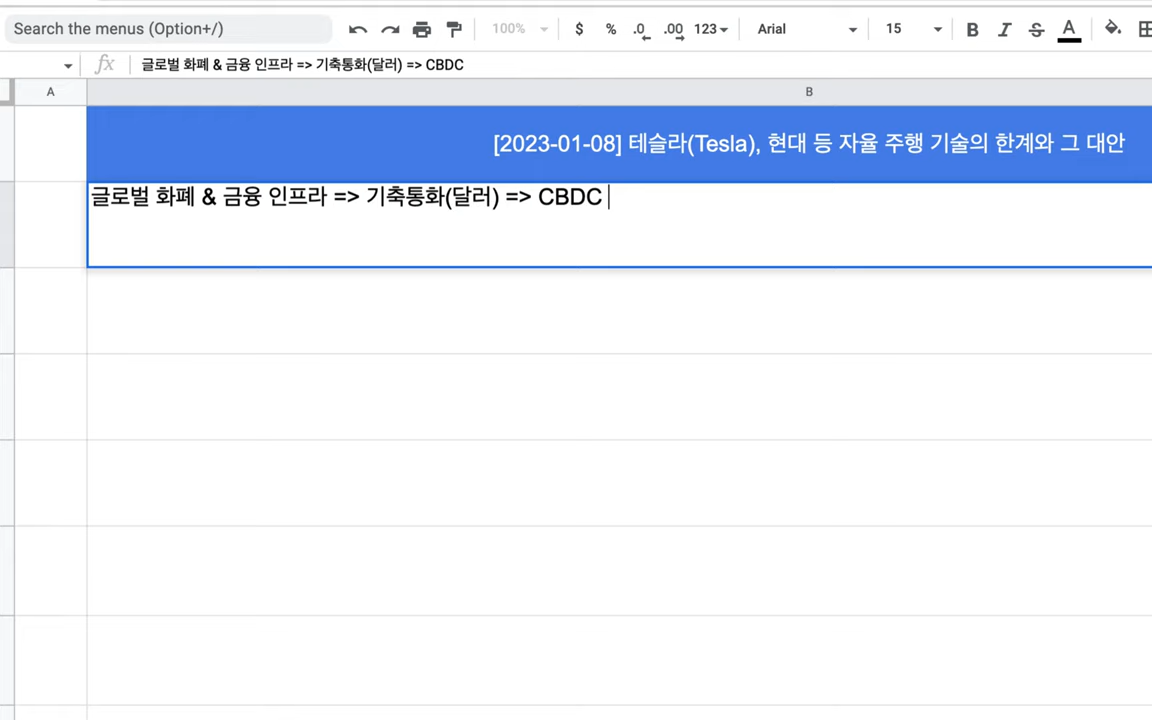 Search the menus (Option+/)
100%
$ % .0 .00 123
Arial
15
B I S A
fx 글로벌 화폐 & 금융 인프라 => 기축통화(달러) => CBDC
A B
[2023-01-08] 테슬라(Tesla), 현대 등 자율 주행 기술의 한계와 그 대안
글로벌 화폐 & 금융 인프라 => 기축통화(달러) => CBDC